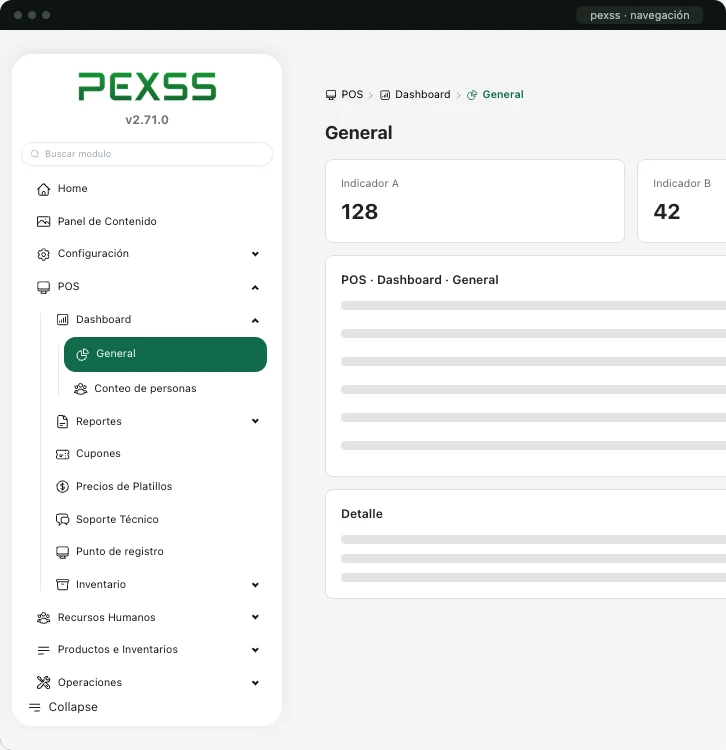 pexss · navegación
PEXSS
v2.71.0
Buscar modulo
Home
Panel de Contenido
Configuración
POS
Dashboard
General
Conteo de personas
Reportes
Cupones
Precios de Platillos
Soporte Técnico
Punto de registro
Inventario
Recursos Humanos
Productos e Inventarios
Operaciones
Collapse
POS > Dashboard > General
General
Indicador A
128
Indicador B
42
POS · Dashboard · General
Detalle